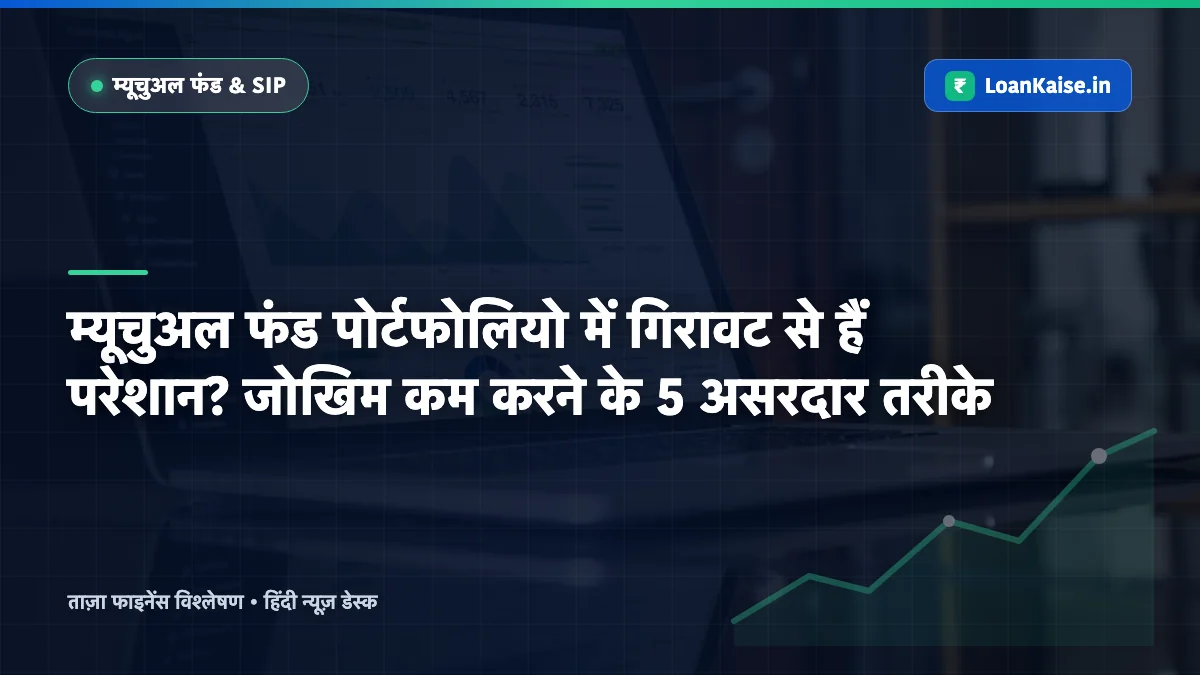 म्यूचुअल फंड & SIP
₹ LoanKaise.in
म्यूचुअल फंड पोर्टफोलियो में गिरावट से हैं
परेशान? जोखिम कम करने के 5 असरदार तरीके
ताज़ा फाइनेंस विश्लेषण • हिंदी न्यूज़ डेस्क